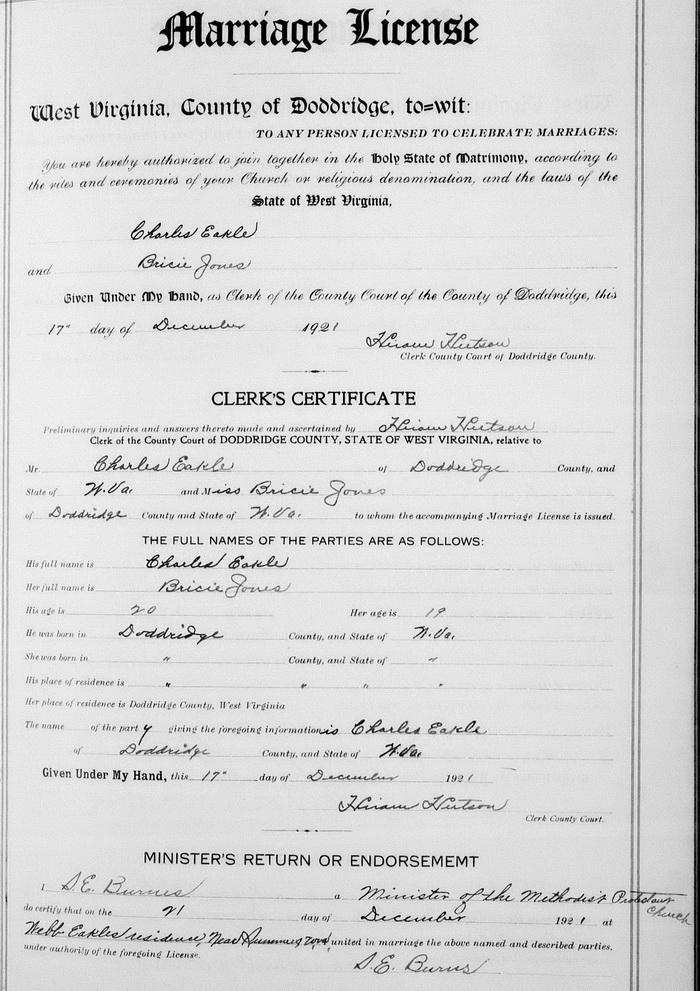 Marriage License
West Virginia, County of Doddridge, to=wit:
TO ANY PERSON LICENSED TO CELEBRATE MARRIAGES:
You are hereby authorized to join together in the Holy State of Matrimony, according to
the rites and ceremonies of your Church or religious denomination, and the laws of the
State of West Virginia,
Charles Eakle
and Bricie Jones
Given Under My Hand, as Clerk of the County Court of the County of Doddridge, this
17" day of December 1921
Hiram Hutson
Clerk County Court of Doddridge County.
CLERK'S CERTIFICATE
Preliminary inquiries and answers thereto made and ascertained by Hiram Hutson
Clerk of the County Court of DODDRIDGE COUNTY, STATE OF WEST VIRGINIA, relative to
Mr. Charles Eakle of Doddridge County, and
State of W.Va. and Miss Bricie Jones
of Doddridge County and State of W.Va. to whom the accompanying Marriage License is issued.
THE FULL NAMES OF THE PARTIES ARE AS FOLLOWS:
His full name is Charles Eakle
Her full name is Bricie Jones
His age is 20 Her age is 19
He was born in Doddridge County, and State of W.Va.
She was born in " County, and State of "
His place of residence is " " " "
Her place of residence is Doddridge County, West Virginia
The name of the party giving the foregoing information is Charles Eakle
of Doddridge County, and State of W.Va.
Given Under My Hand, this 17" day of December 1921
Hiram Hutson
Clerk County Court.
MINISTER'S RETURN OR ENDORSEMEMT
I S.E. Burns a Minister of the Methodist Protestant Church
do certify that on the 21 day of December 1921 at
Webb Eakles residence, Near united in marriage the above named and described parties,
under authority of the foregoing License.
S.E. Burns